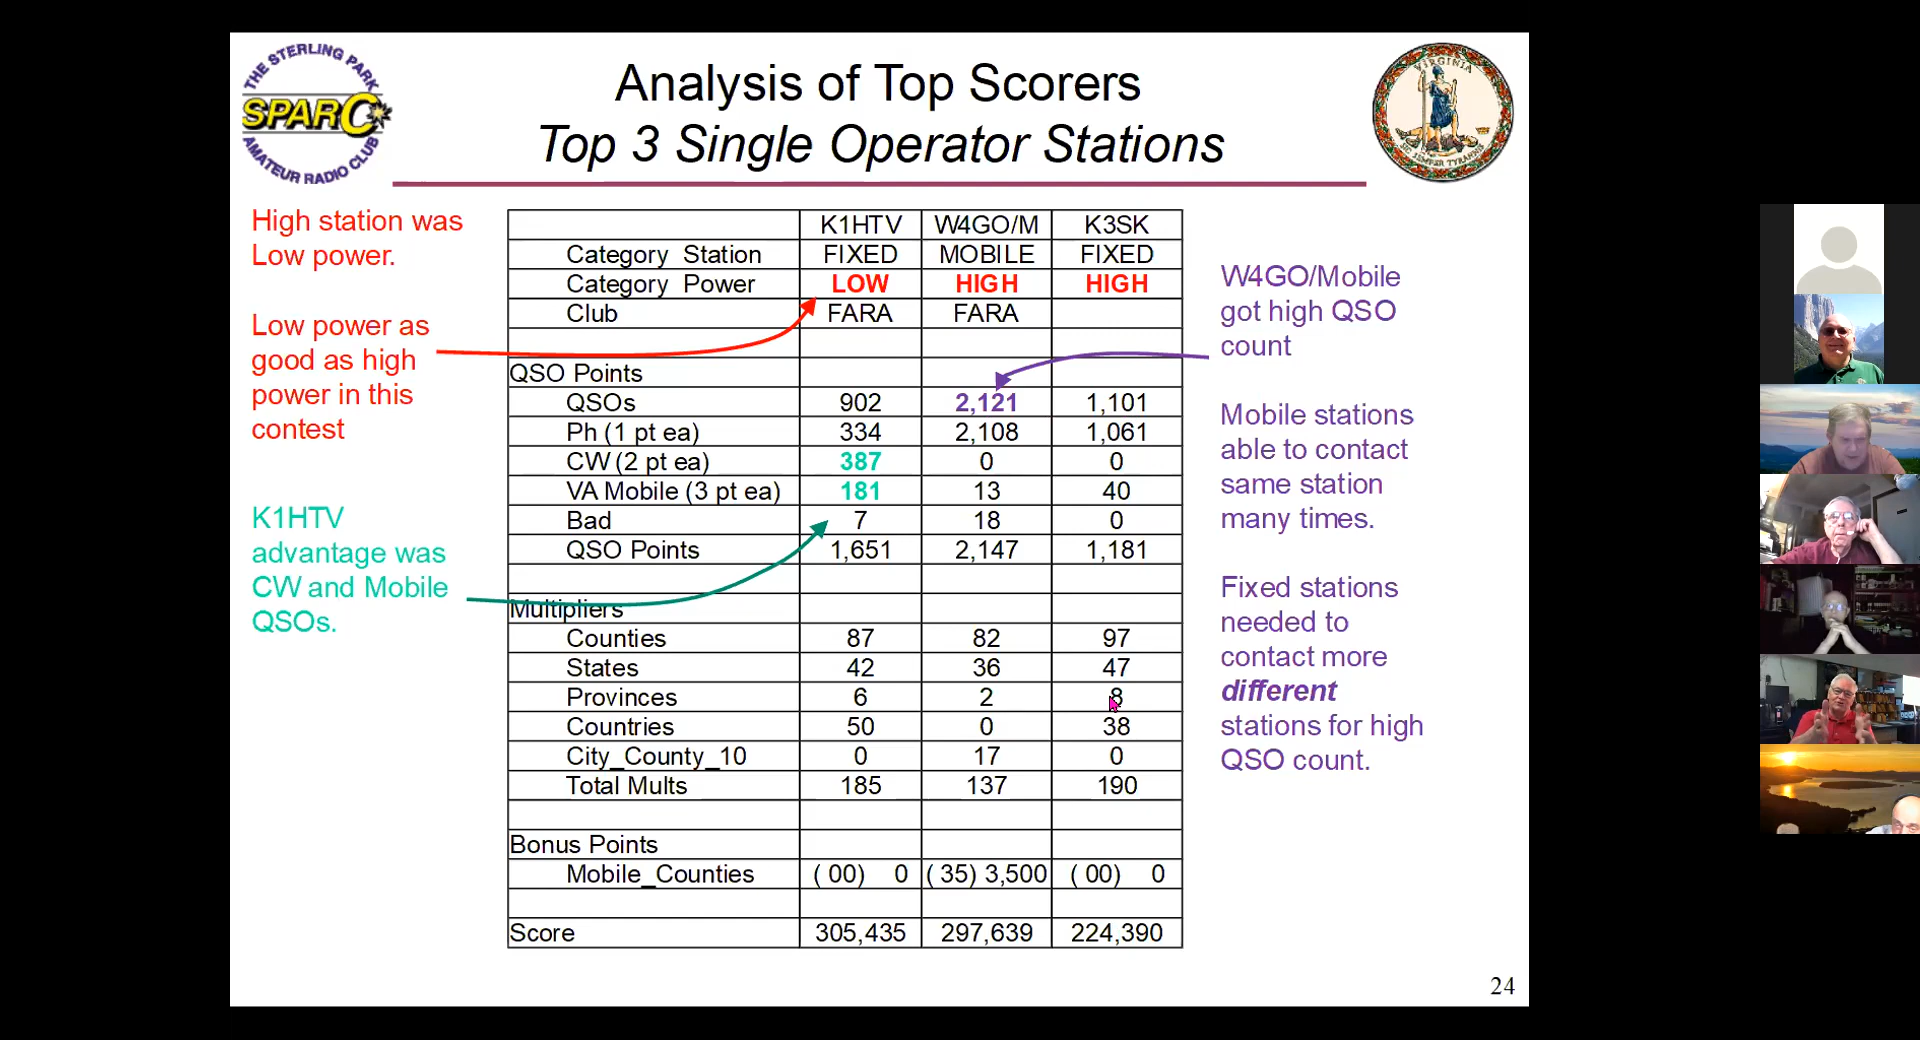 THE STERLING PARK
SPARC
AMATEUR RADIO CLUB
Analysis of Top Scorers
Top 3 Single Operator Stations
VIRGINIA
SIC SEMPER TYRANNIS
High station was
Low power.
Low power as
good as high
power in this
contest
K1HTV
advantage was
CW and Mobile
QSOs.
K1HTV W4GO/M K3SK
Category Station FIXED MOBILE FIXED
Category Power LOW HIGH HIGH
Club FARA FARA
QSO Points
QSOs 902 2,121 1,101
Ph (1 pt ea) 334 2,108 1,061
CW (2 pt ea) 387 0 0
VA Mobile (3 pt ea) 181 13 40
Bad 7 18 0
QSO Points 1,651 2,147 1,181
Multipliers
Counties 87 82 97
States 42 36 47
Provinces 6 2 8
Countries 50 0 38
City_County_10 0 17 0
Total Mults 185 137 190
Bonus Points
Mobile_Counties ( 00) 0 ( 35) 3,500 ( 00) 0
Score 305,435 297,639 224,390
W4GO/Mobile
got high QSO
count
Mobile stations
able to contact
same station
many times.
Fixed stations
needed to
contact more
different
stations for high
QSO count.
24